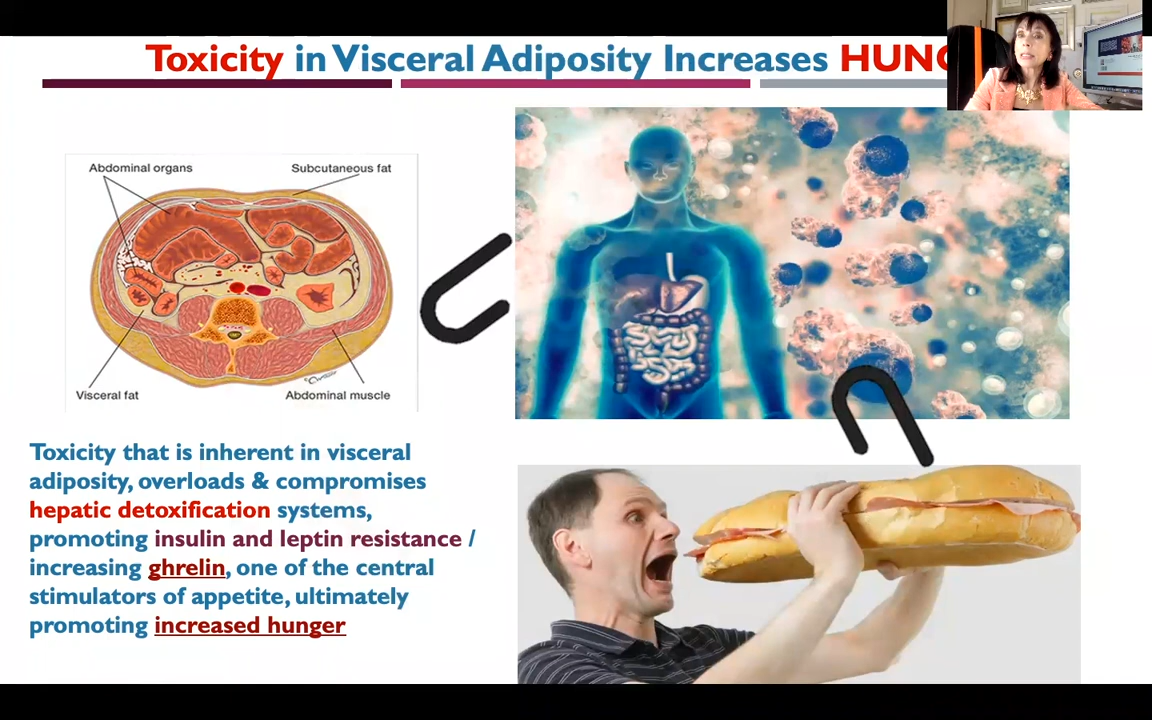 Toxicity in Visceral Adiposity Increases HUN
Abdominal organs
Subcutaneous fat
Visceral fat
Abdominal muscle
Toxicity that is inherent in visceral
adiposity, overloads & compromises
hepatic detoxification systems,
promoting insulin and leptin resistance /
increasing ghrelin, one of the central
stimulators of appetite, ultimately
promoting increased hunger